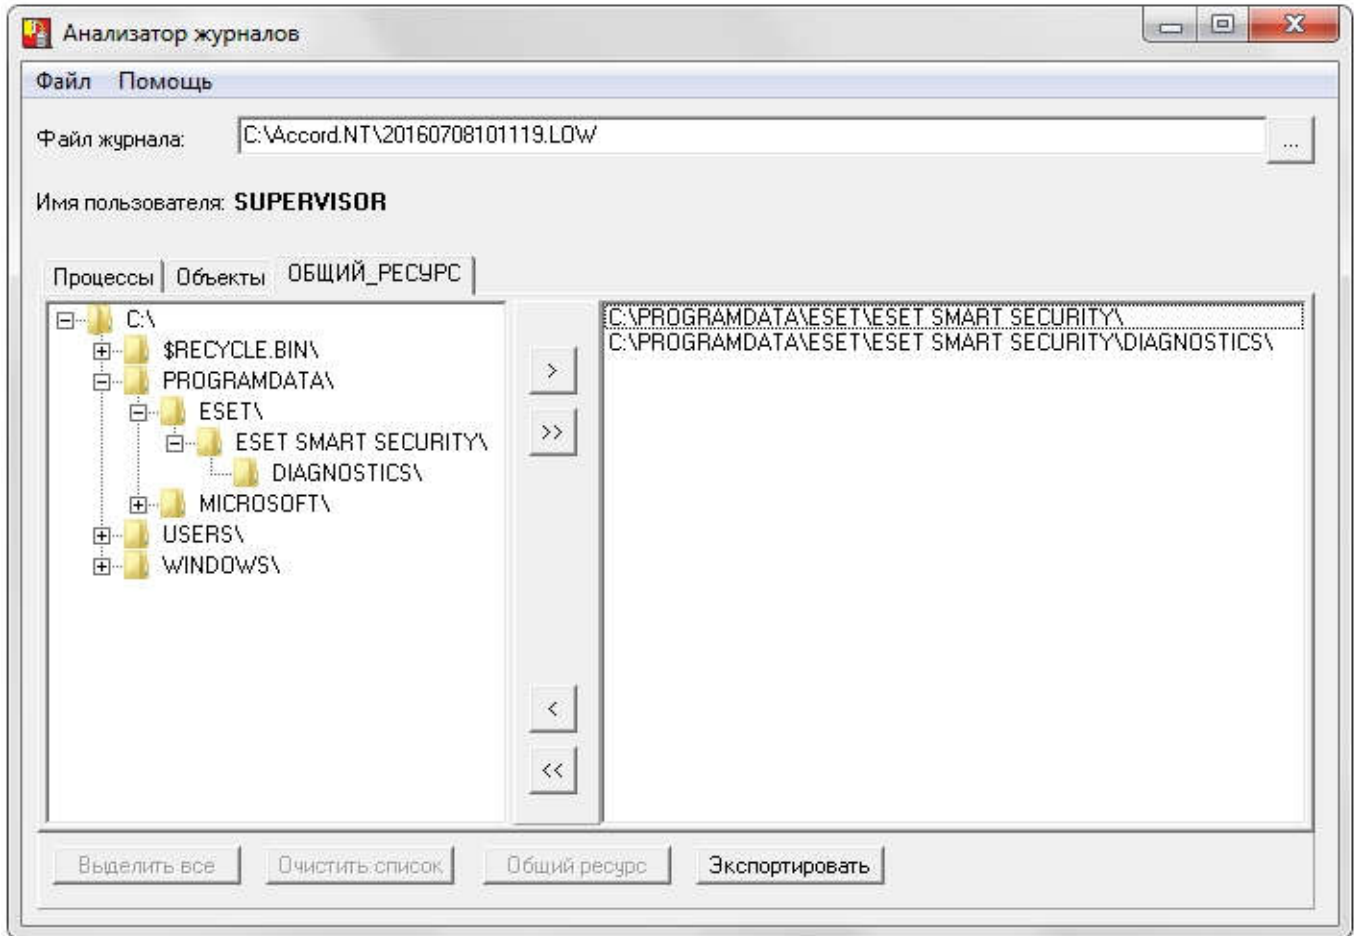 Анализатор журналов
Файл Помощь
Файл журнала: C:\Accord.NT\20160708101119.LOW ...
Имя пользователя: SUPERVISOR
Процессы Объекты ОБЩИЙ_РЕСУРС
C:\
$RECYCLE.BIN\
PROGRAMDATA\
ESET\
ESET SMART SECURITY\
DIAGNOSTICS\
MICROSOFT\
USERS\
WINDOWS\
>
>>
<
<<
C:\PROGRAMDATA\ESET\ESET SMART SECURITY\
C:\PROGRAMDATA\ESET\ESET SMART SECURITY\DIAGNOSTICS\
Выделить все Очистить список Общий ресурс Экспортировать